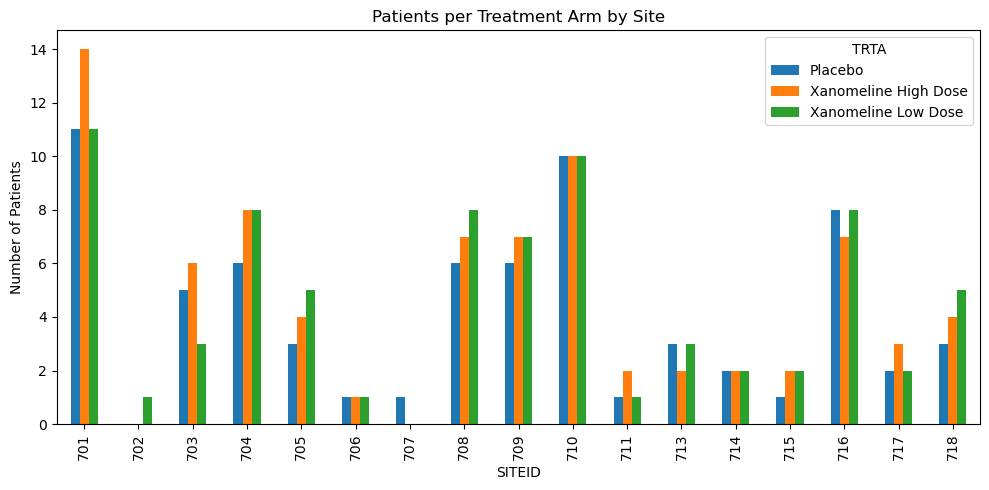 Patients per Treatment Arm by Site
TRTA
Placebo
Xanomeline High Dose
Xanomeline Low Dose
Number of Patients
14
12
10
8
6
4
2
0
701 702 703 704 705 706 707 708 709 710 711 713 714 715 716 717 718
SITEID